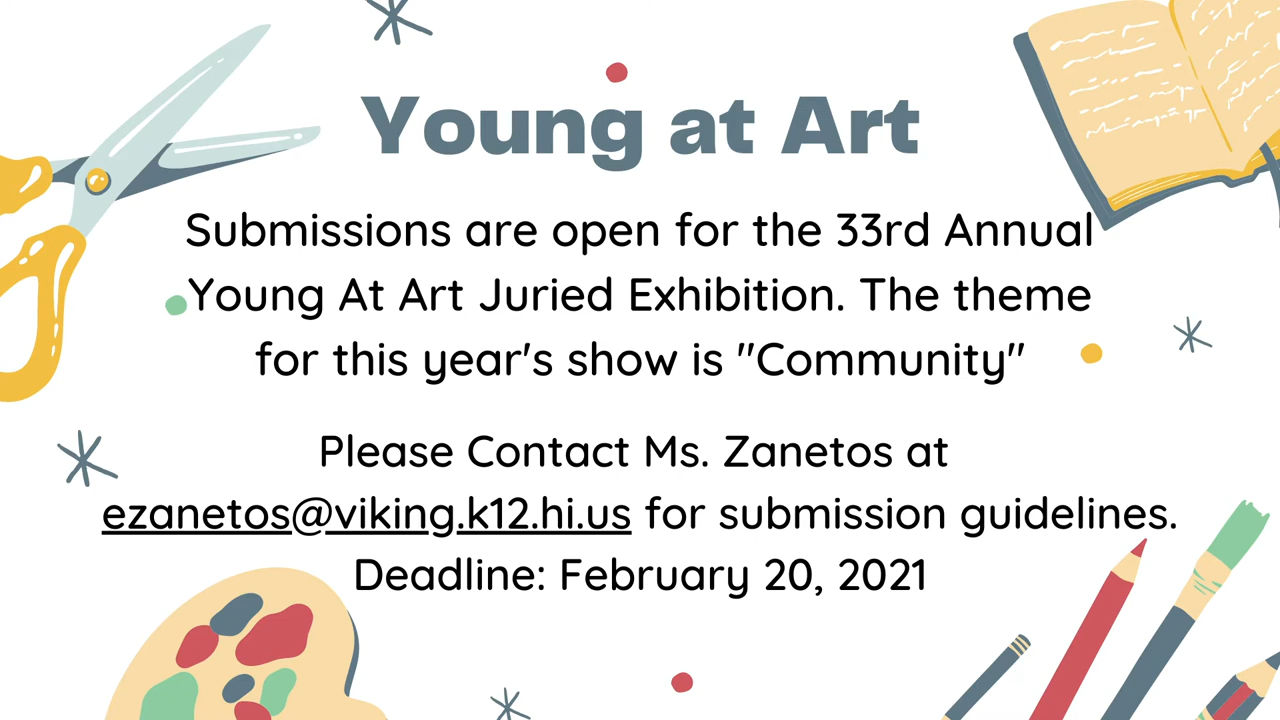 Young at Art
Submissions are open for the 33rd Annual
Young At Art Juried Exhibition. The theme
for this year's show is "Community"
Please Contact Ms. Zanetos at
ezanetos@viking.k12.hi.us for submission guidelines.
Deadline: February 20, 2021